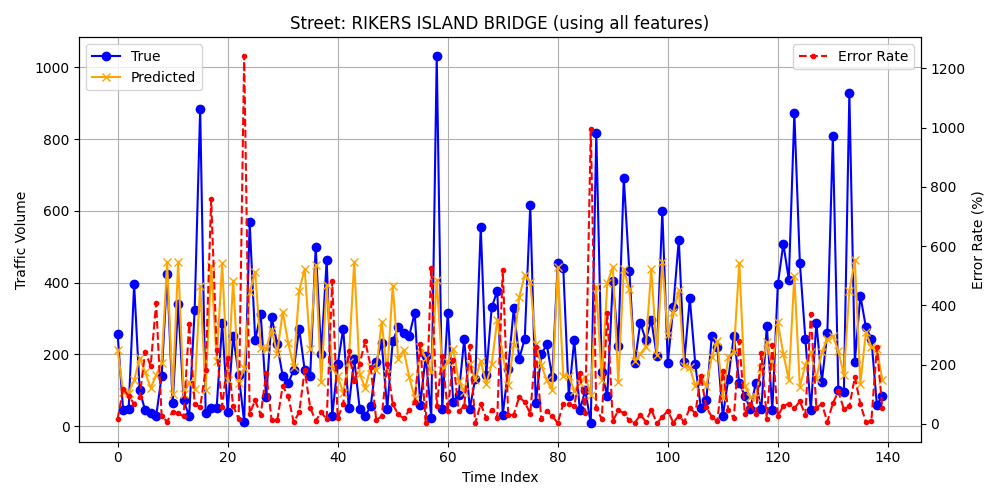 Street: RIKERS ISLAND BRIDGE (using all features)
True
Predicted
Error Rate
Traffic Volume
1000
800
600
400
200
0
1200
1000
800
600
400
200
0
Error Rate (%)
0 20 40 60 80 100 120 140
Time Index